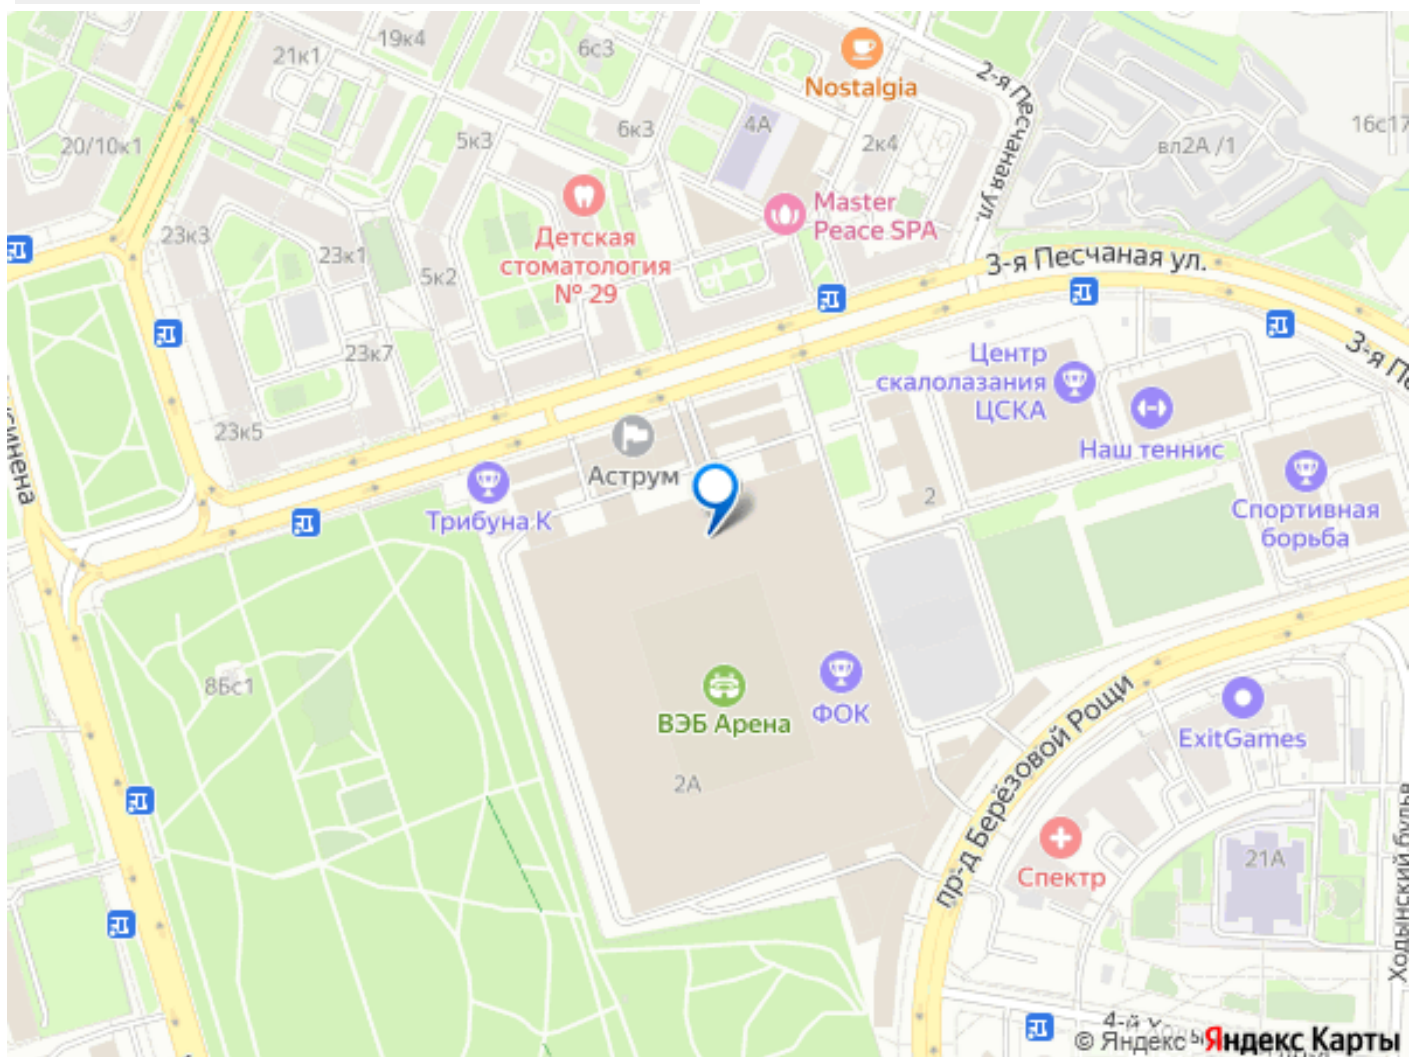 19к4
21к1
6с3
Nostalgia
2-я Песчаная ул.
20/10к1
5к3
6к3
4А
2к4
вл2А /1
16с17
Master
Peace SPA
23к3
23к1
5к2
Детская
стоматология
№ 29
3-я Песчаная ул.
23к7
Центр
скалолазания
ЦСКА
23к5
Наш теннис
Аструм
2
Трибуна К
Спортивная
борьба
8Бс1
ВЭБ Арена
ФОК
2А
пр-д Берёзовой Рощи
ExitGames
Спектр
21А
Ходынский
4-й
© Яндекс
Яндекс Карты